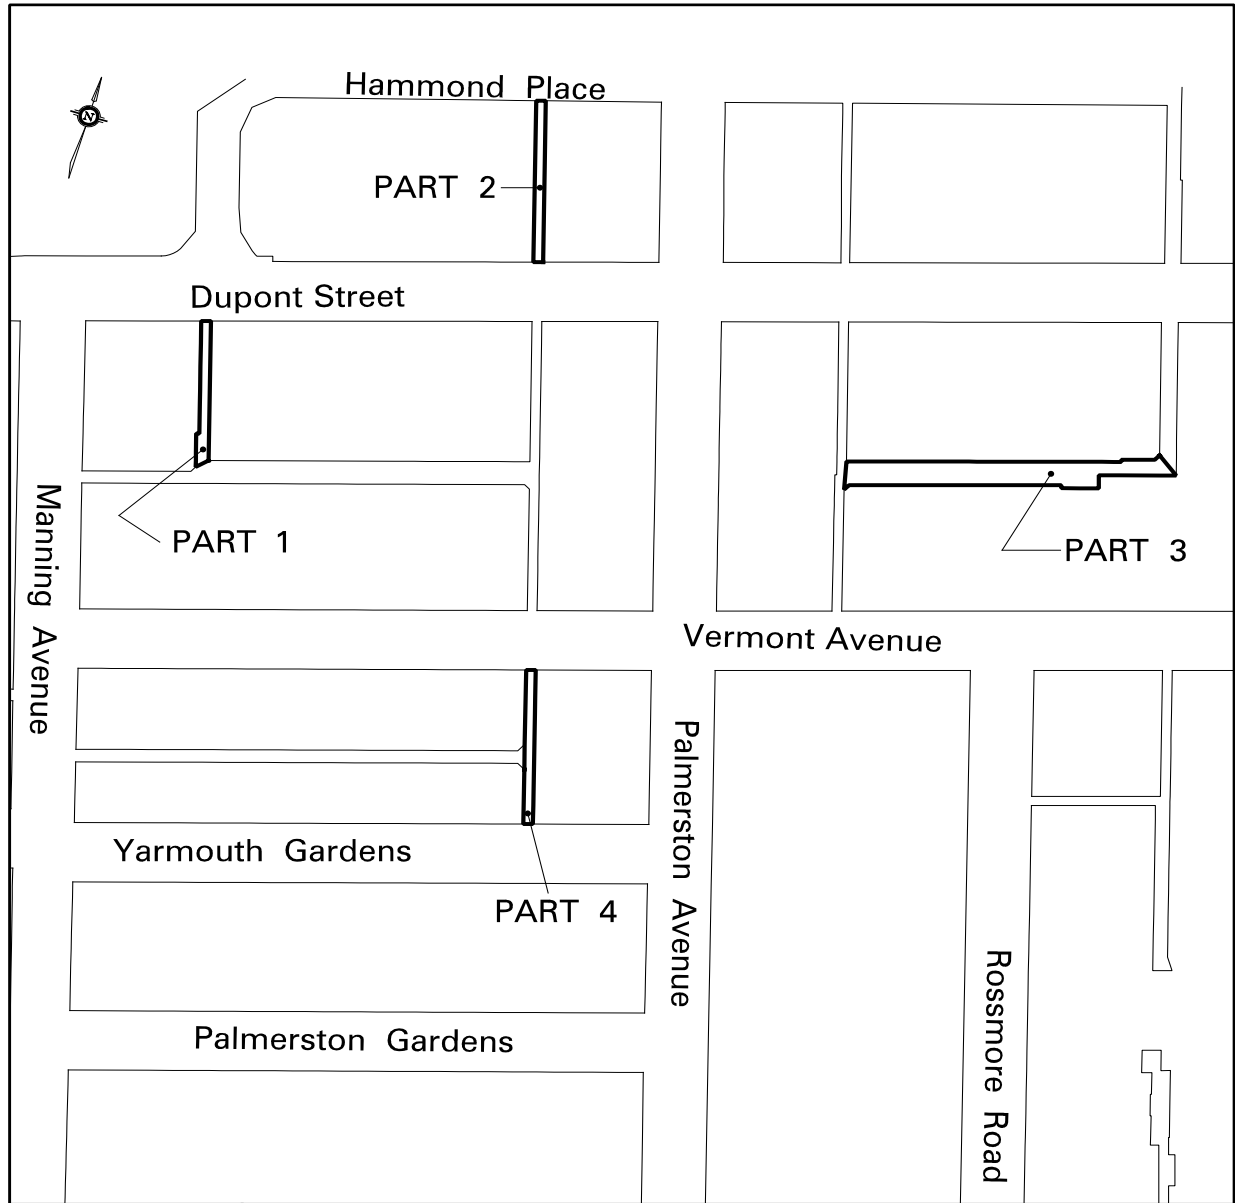 Hammond Place
N
PART 2
Dupont Street
PART 1
Manning Avenue
PART 3
Vermont Avenue
Palmerston Avenue
Yarmouth Gardens
PART 4
Rossmore Road
Palmerston Gardens